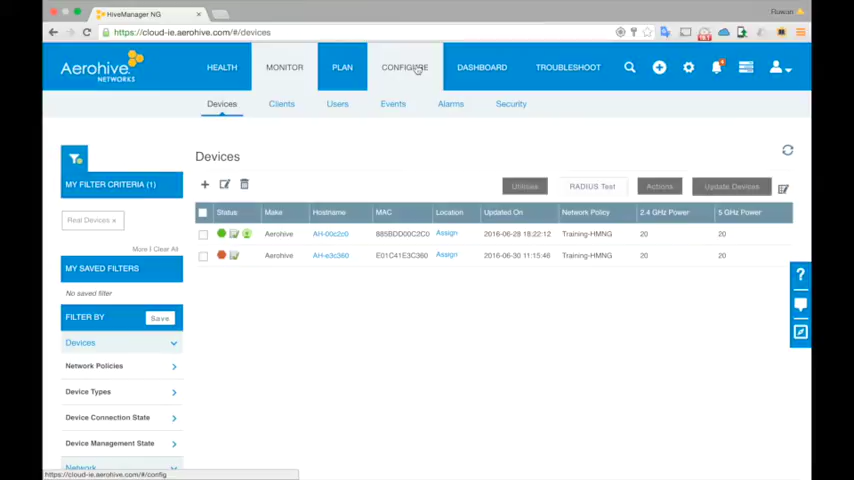 HiveManager NG
Ruwan
https://cloud-ie.aerohive.com/#/devices
Aerohive NETWORKS
HEALTH MONITOR PLAN CONFIGURE DASHBOARD TROUBLESHOOT
Devices Clients Users Events Alarms Security
Devices
MY FILTER CRITERIA (1)
Utilities RADIUS Test Actions Update Devices
Status Make Hostname MAC Location Updated On Network Policy 2.4 GHz Power 5 GHz Power
Real Devices ×
Aerohive AH-00c2c0 885BDD00C2C0 Assign 2016-06-28 18:22:12 Training-HMNG 20 20
More | Clear All
Aerohive AH-e3c360 E01C41E3C360 Assign 2016-06-30 11:15:46 Training-HMNG 20 20
MY SAVED FILTERS
No saved filter
FILTER BY Save
Devices
Network Policies
Device Types
Device Connection State
Device Management State
Network
?
https://cloud-ie.aerohive.com/#/config